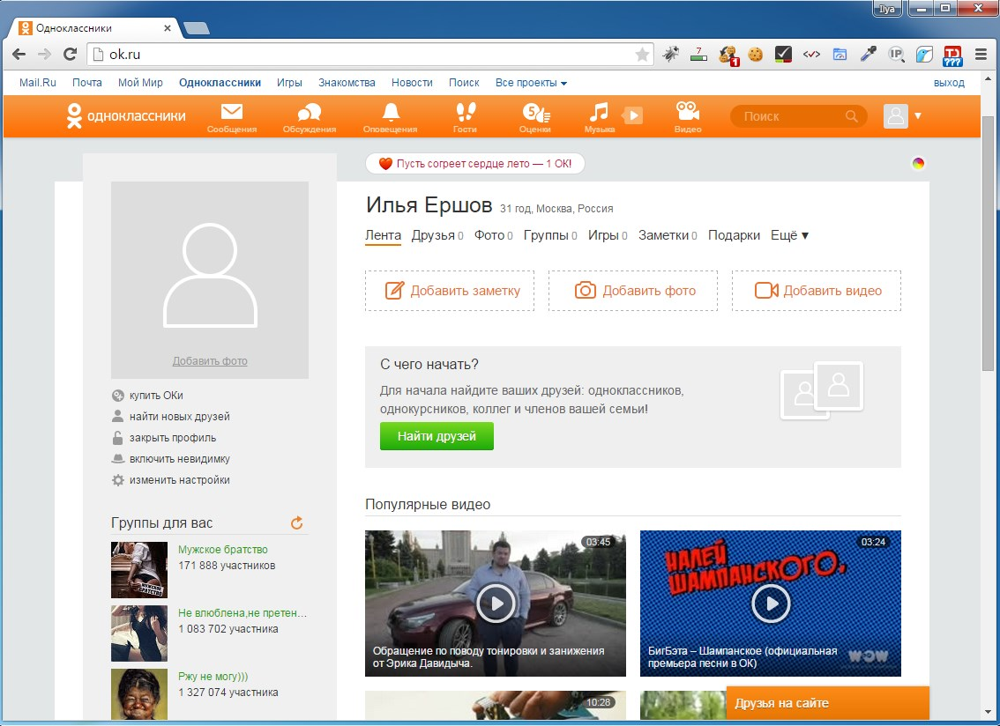 Ilya
Одноклассники
ok.ru
7
1
IP
TJ
???
Mail.Ru Почта Мой Мир Одноклассники Игры Знакомства Новости Поиск Все проекты выход
одноклассники
Сообщения Обсуждения Оповещения Гости 5 Оценки Музыка Видео Поиск
Пусть согреет сердце лето — 1 ОК!
Добавить фото
купить ОКи
найти новых друзей
закрыть профиль
включить невидимку
изменить настройки
Группы для вас
Мужское братство
171 888 участников
Не влюблена,не претен...
1 083 702 участника
Ржу не могу)))
1 327 074 участника
Илья Ершов 31 год, Москва, Россия
Лента Друзья 0 Фото 0 Группы 0 Игры 0 Заметки 0 Подарки Ещё
Добавить заметку Добавить фото Добавить видео
С чего начать?
Для начала найдите ваших друзей: одноклассников,
однокурсников, коллег и членов вашей семьи!
Найти друзей
Популярные видео
03:45
Обращение по поводу тонировки и занижения
от Эрика Давидыча.
03:24
НАЛЕЙ
ШАМПАНСКОГО,
БигБэта – Шампанское (официальная
премьера песни в ОК)
WOW
10:28
Друзья на сайте